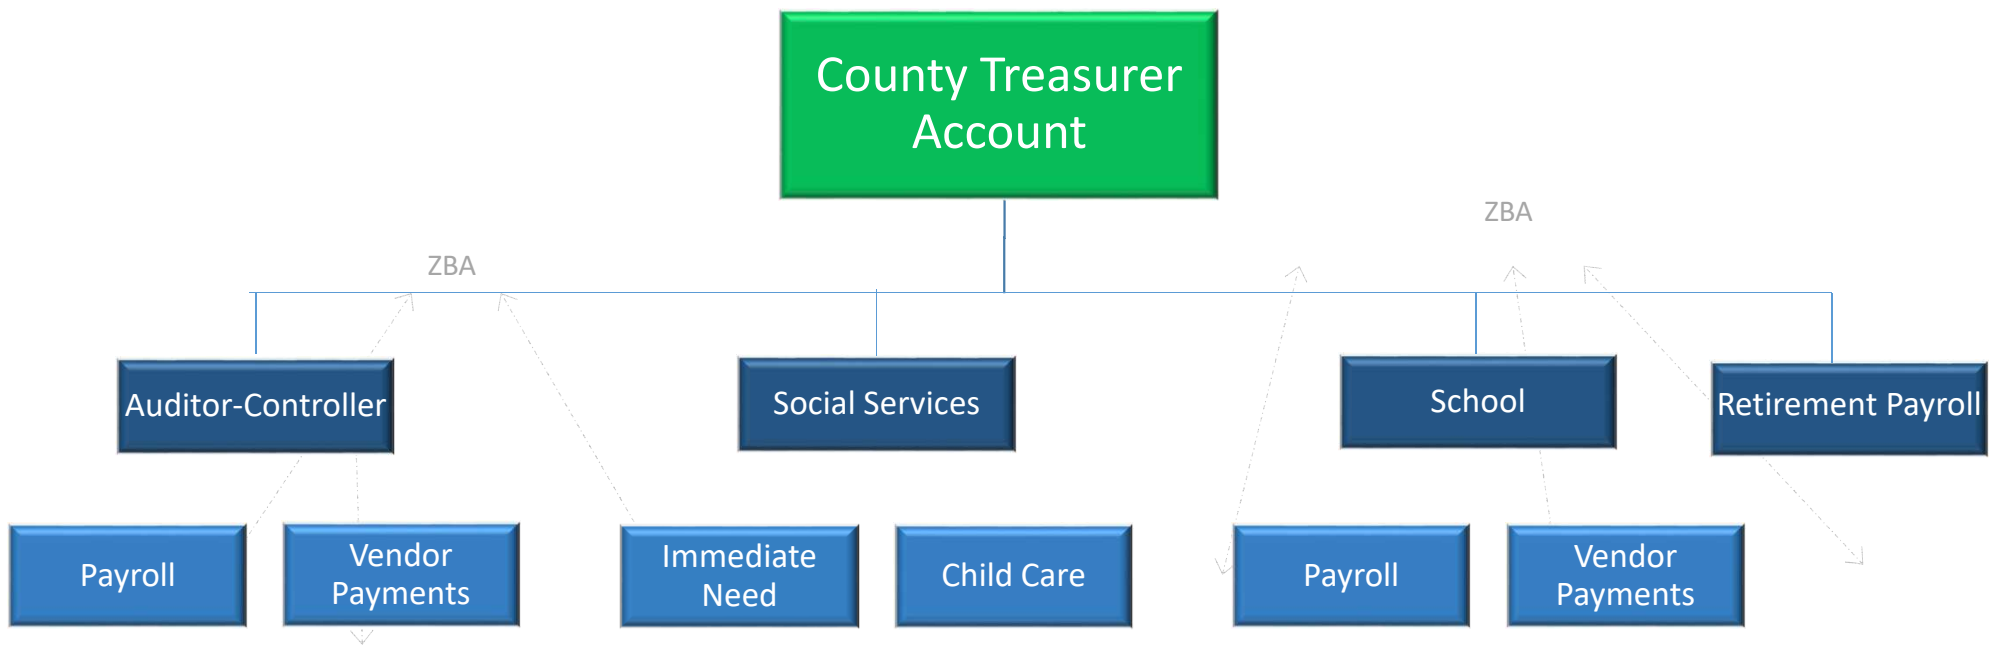 County Treasurer
Account
ZBA
ZBA
Auditor-Controller
Social Services
School
Retirement Payroll
Payroll
Vendor
Payments
Immediate
Need
Child Care
Payroll
Vendor
Payments